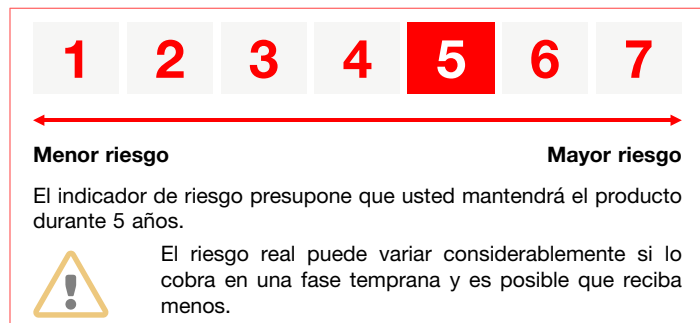 1 2 3 4 5 6 7
Menor riesgo Mayor riesgo
El indicador de riesgo presupone que usted mantendrá el producto
durante 5 años.
El riesgo real puede variar considerablemente si lo
cobra en una fase temprana y es posible que reciba
menos.